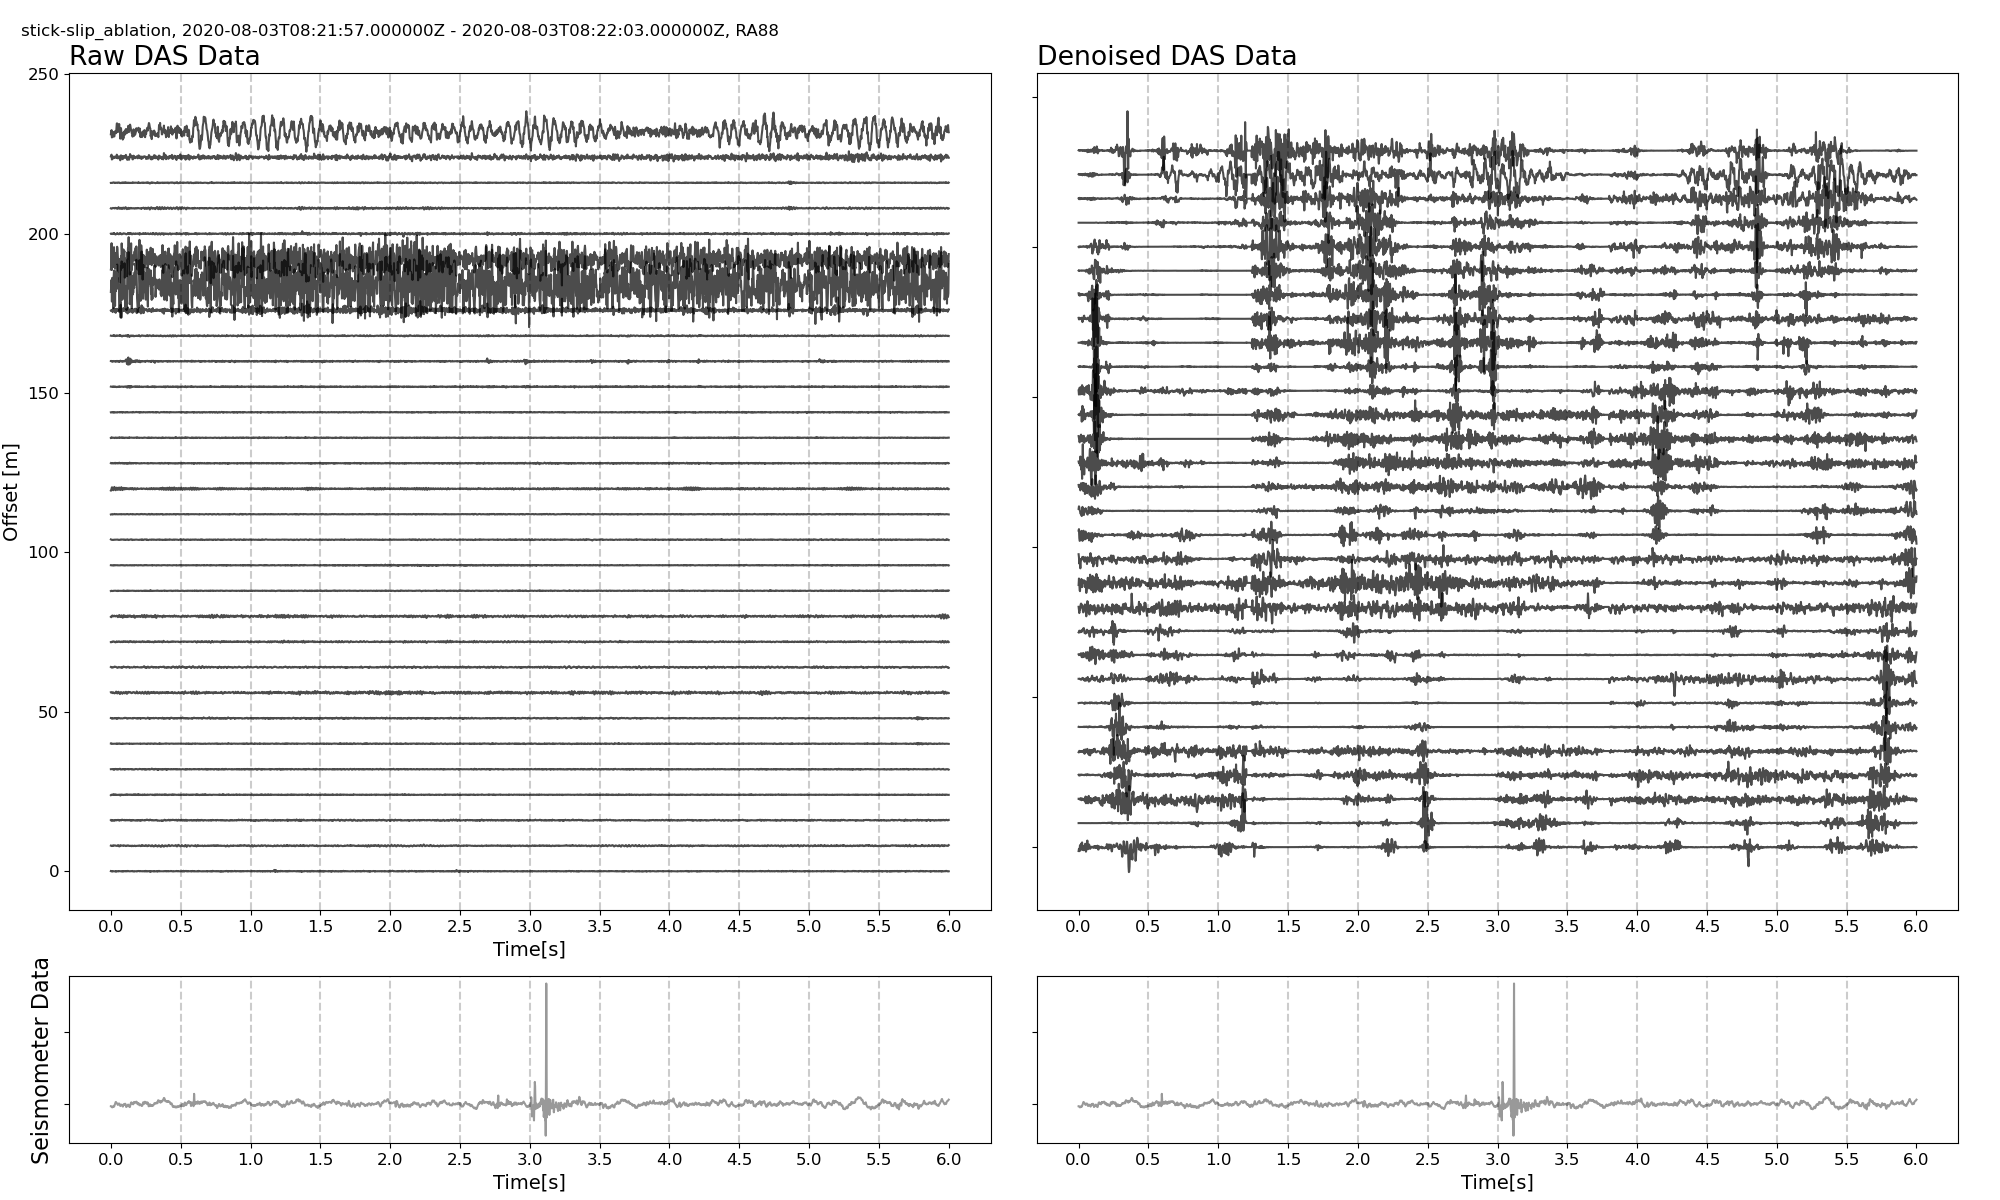 stick-slip_ablation, 2020-08-03T08:21:57.000000Z - 2020-08-03T08:22:03.000000Z, RA88
Raw DAS Data
Denoised DAS Data
Offset [m]
250
200
150
100
50
0
0.0 0.5 1.0 1.5 2.0 2.5 3.0 3.5 4.0 4.5 5.0 5.5 6.0
Time[s]
0.0 0.5 1.0 1.5 2.0 2.5 3.0 3.5 4.0 4.5 5.0 5.5 6.0
Seismometer Data
0.0 0.5 1.0 1.5 2.0 2.5 3.0 3.5 4.0 4.5 5.0 5.5 6.0
Time[s]
0.0 0.5 1.0 1.5 2.0 2.5 3.0 3.5 4.0 4.5 5.0 5.5 6.0
Time[s]